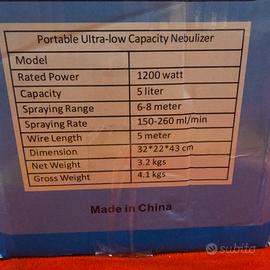 Portable Ultra-low Capacity Nebulizer
Model
Rated Power 1200 watt
Capacity 5 liter
Spraying Range 6-8 meter
Spraying Rate 150-260 ml/min
Wire Length 5 meter
Dimension 32*22*43 cm
Net Weight 3.2 kgs
Gross Weight 4.1 kgs
Made in China
subito